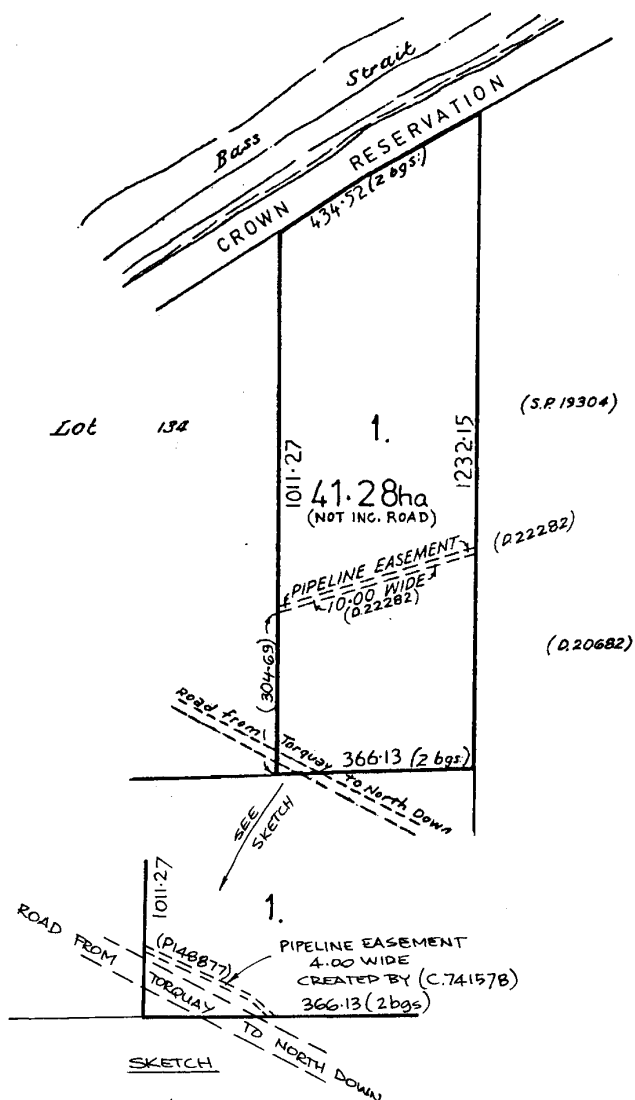 Bass Strait
CROWN RESERVATION
434·52 (2 bgs.)
Lot 134
(S.P. 19304)
1.
1011·27
1232·15
41·28ha
(NOT INC. ROAD)
(D.22282)
PIPELINE EASEMENT
10·00 WIDE
(D.22282)
(D.20682)
(304·69)
Road from Torquay to North Down
366·13 (2 bgs.)
SEE
SKETCH
1011·27
1.
(P148877)
PIPELINE EASEMENT
4.00 WIDE
CREATED BY (C.741578)
366·13 (2bgs)
ROAD FROM TORQUAY TO NORTH DOWN
SKETCH